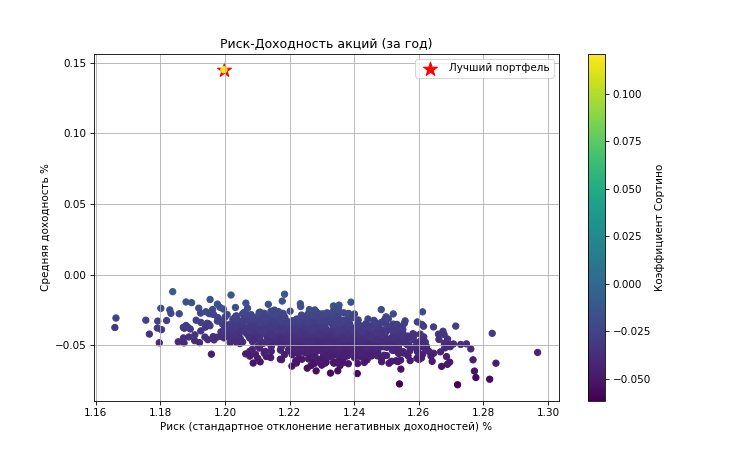 Риск-Доходность акций (за год)
Лучший портфель
0.15
0.10
0.05
0.00
−0.05
Средняя доходность %
1.16 1.18 1.20 1.22 1.24 1.26 1.28 1.30
Риск (стандартное отклонение негативных доходностей) %
0.100
0.075
0.050
0.025
0.000
−0.025
−0.050
Коэффициент Сортино